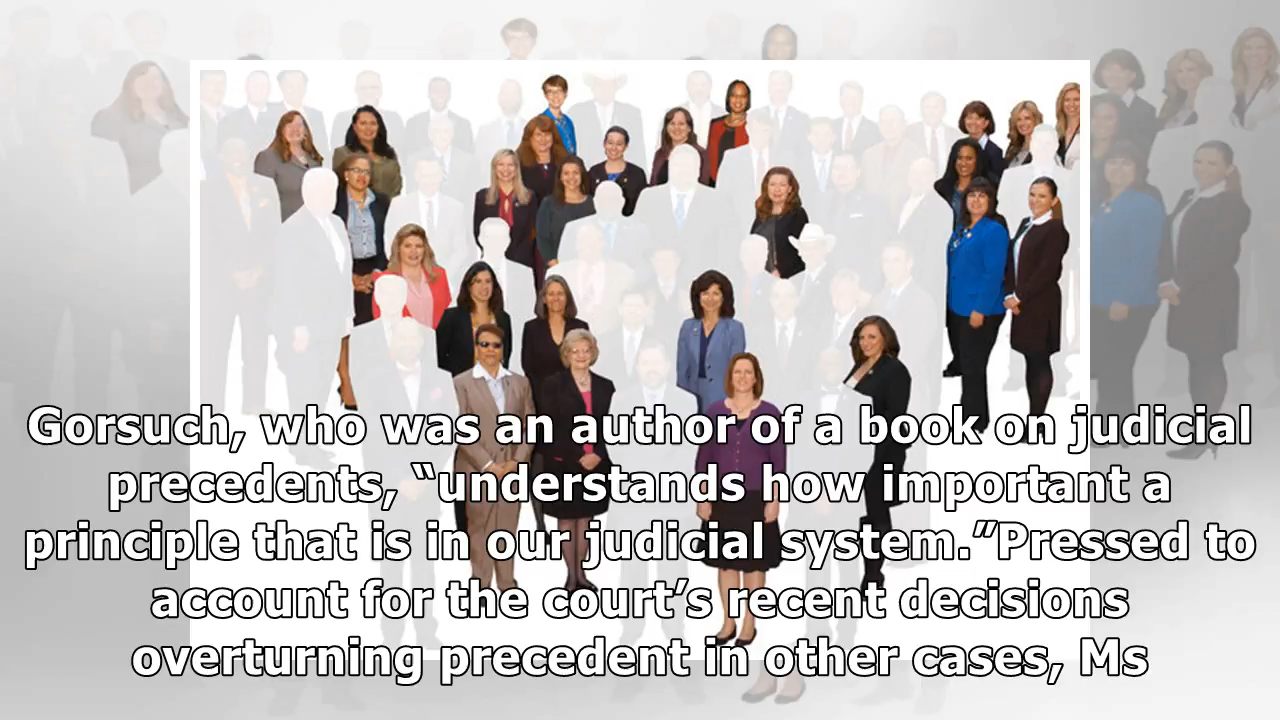 Gorsuch, who was an author of a book on judicial
precedents, “understands how important a
principle that is in our judicial system.”Pressed to
account for the court’s recent decisions
overturning precedent in other cases, Ms